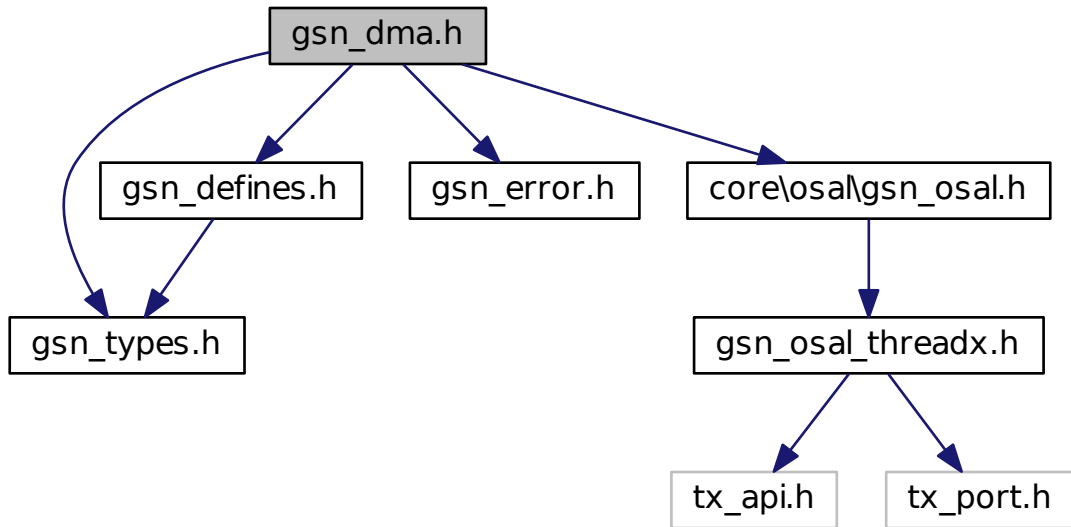 gsn_dma.h
gsn_defines.h
gsn_error.h
core\osal\gsn_osal.h
gsn_types.h
gsn_osal_threadx.h
tx_api.h
tx_port.h